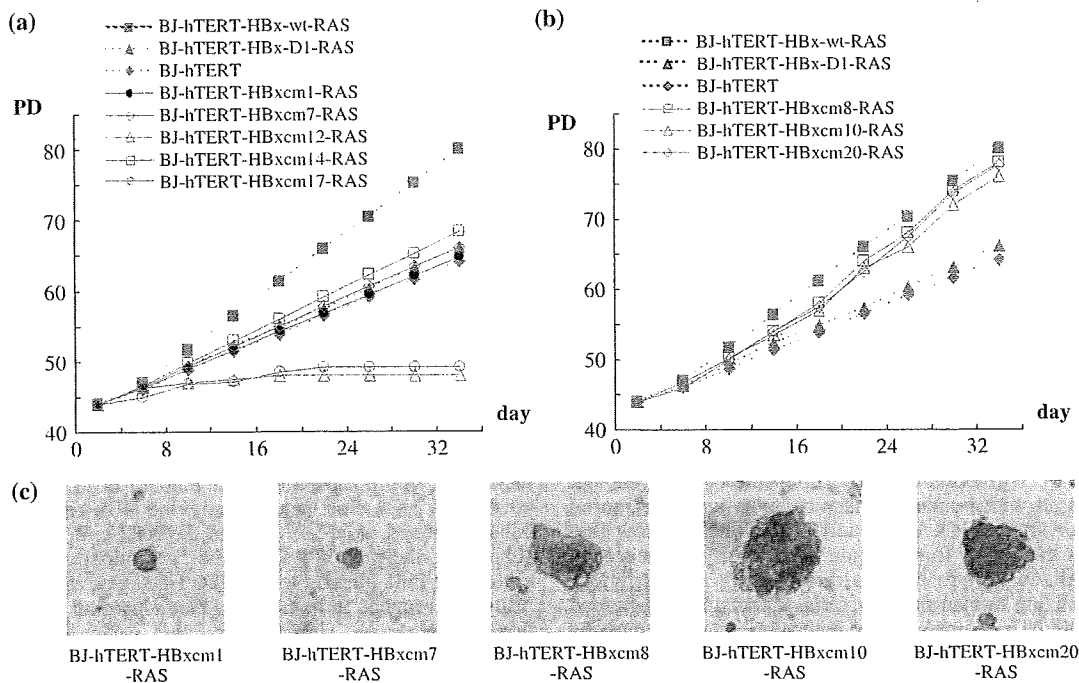 (a)
BJ-hTERT-HBx-wt-RAS
BJ-hTERT-HBx-D1-RAS
BJ-hTERT
BJ-hTERT-HBxcm1-RAS
BJ-hTERT-HBxcm7-RAS
BJ-hTERT-HBxcm12-RAS
BJ-hTERT-HBxcm14-RAS
BJ-hTERT-HBxcm17-RAS
PD
80
70
60
50
40
0
8
16
24
32
day
(b)
BJ-hTERT-HBx-wt-RAS
BJ-hTERT-HBx-D1-RAS
BJ-hTERT
BJ-hTERT-HBxcm8-RAS
BJ-hTERT-HBxcm10-RAS
BJ-hTERT-HBxcm20-RAS
PD
80
70
60
50
40
0
8
16
24
32
day
(c)
BJ-hTERT-HBxcm1
-RAS
BJ-hTERT-HBxcm7
-RAS
BJ-hTERT-HBxcm8
-RAS
BJ-hTERT-HBxcm10
-RAS
BJ-hTERT-HBxcm20
-RAS